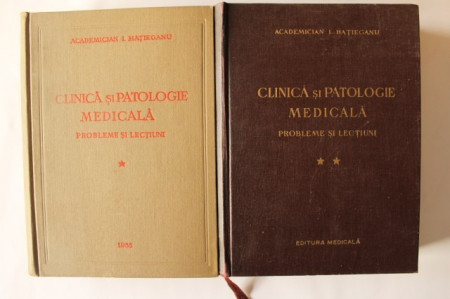 ACADEMICIAN I. HAȚIEGANU
CLINICĂ ȘI PATOLOGIE
MEDICALĂ
PROBLEME ȘI LECȚIUNI
*
1955
ACADEMICIAN I. HAȚIEGANU
CLINICĂ ȘI PATOLOGIE
MEDICALĂ
PROBLEME ȘI LECȚIUNI
* *
EDITURA MEDICALĂ